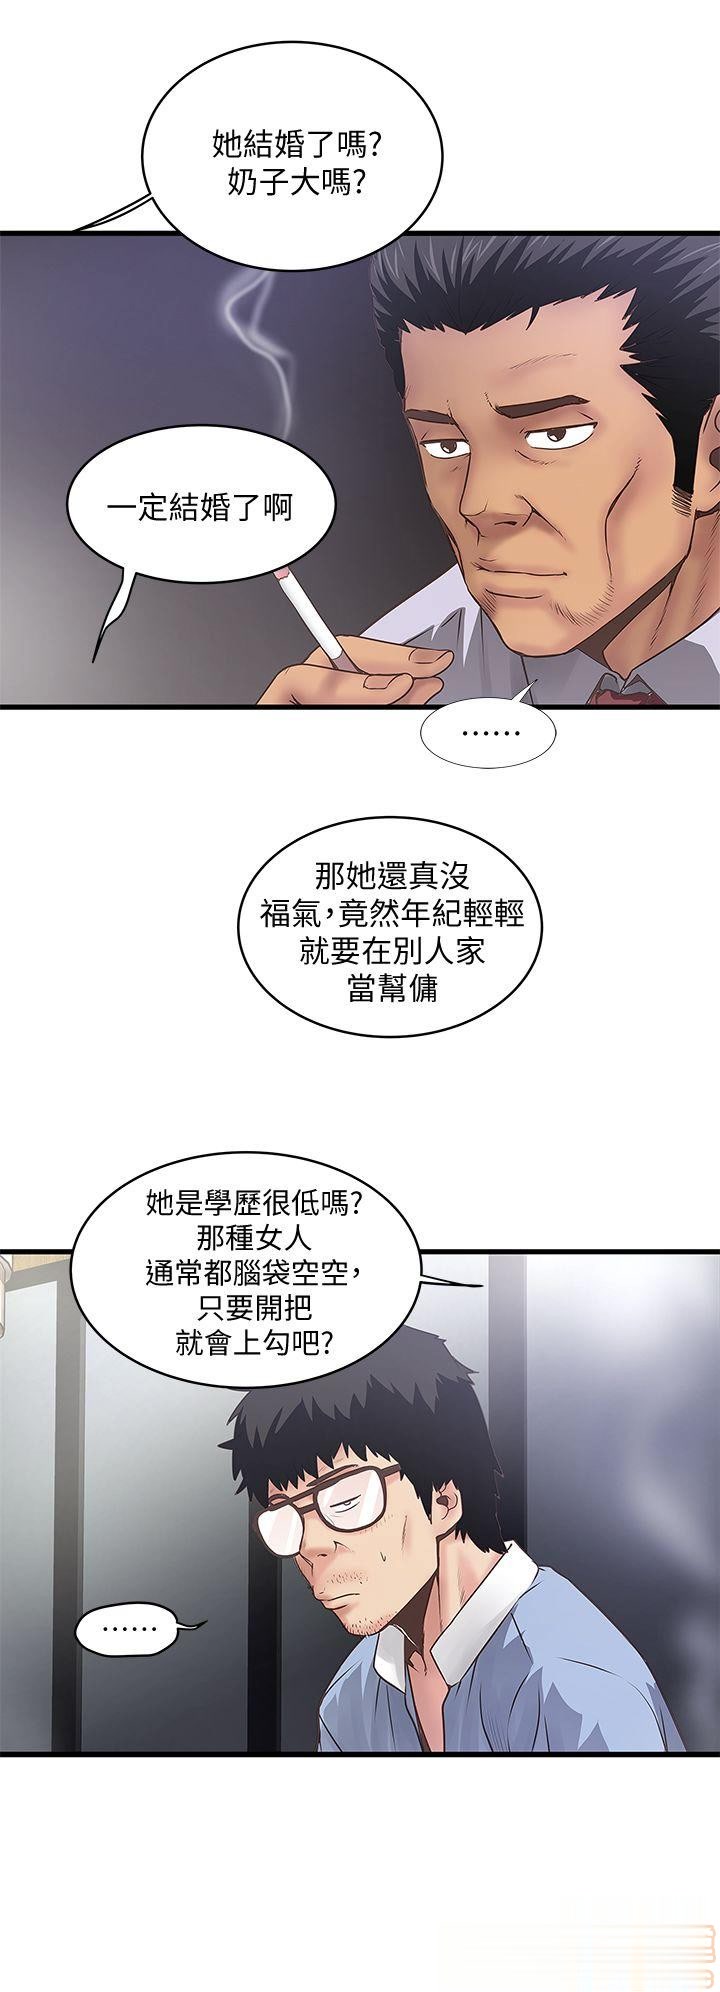 她結婚了嗎?
奶子大嗎?
一定結婚了啊
……
那她還真沒
福氣,竟然年紀輕輕
就要在別人家
當幫傭
她是學歷很低嗎?
那種女人
通常都腦袋空空,
只要開把
就會上勾吧?
……